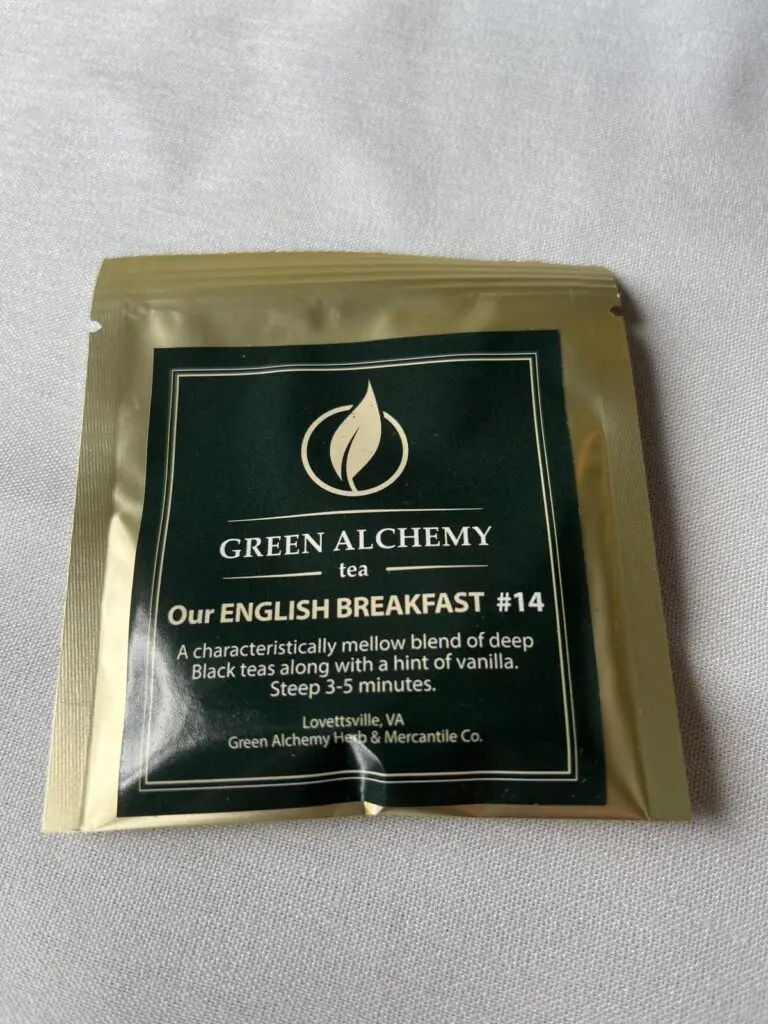 GREEN ALCHEMY
tea
Our ENGLISH BREAKFAST #14
A characteristically mellow blend of deep
Black teas along with a hint of vanilla.
Steep 3-5 minutes.
Lovettsville, VA
Green Alchemy Herb & Mercantile Co.